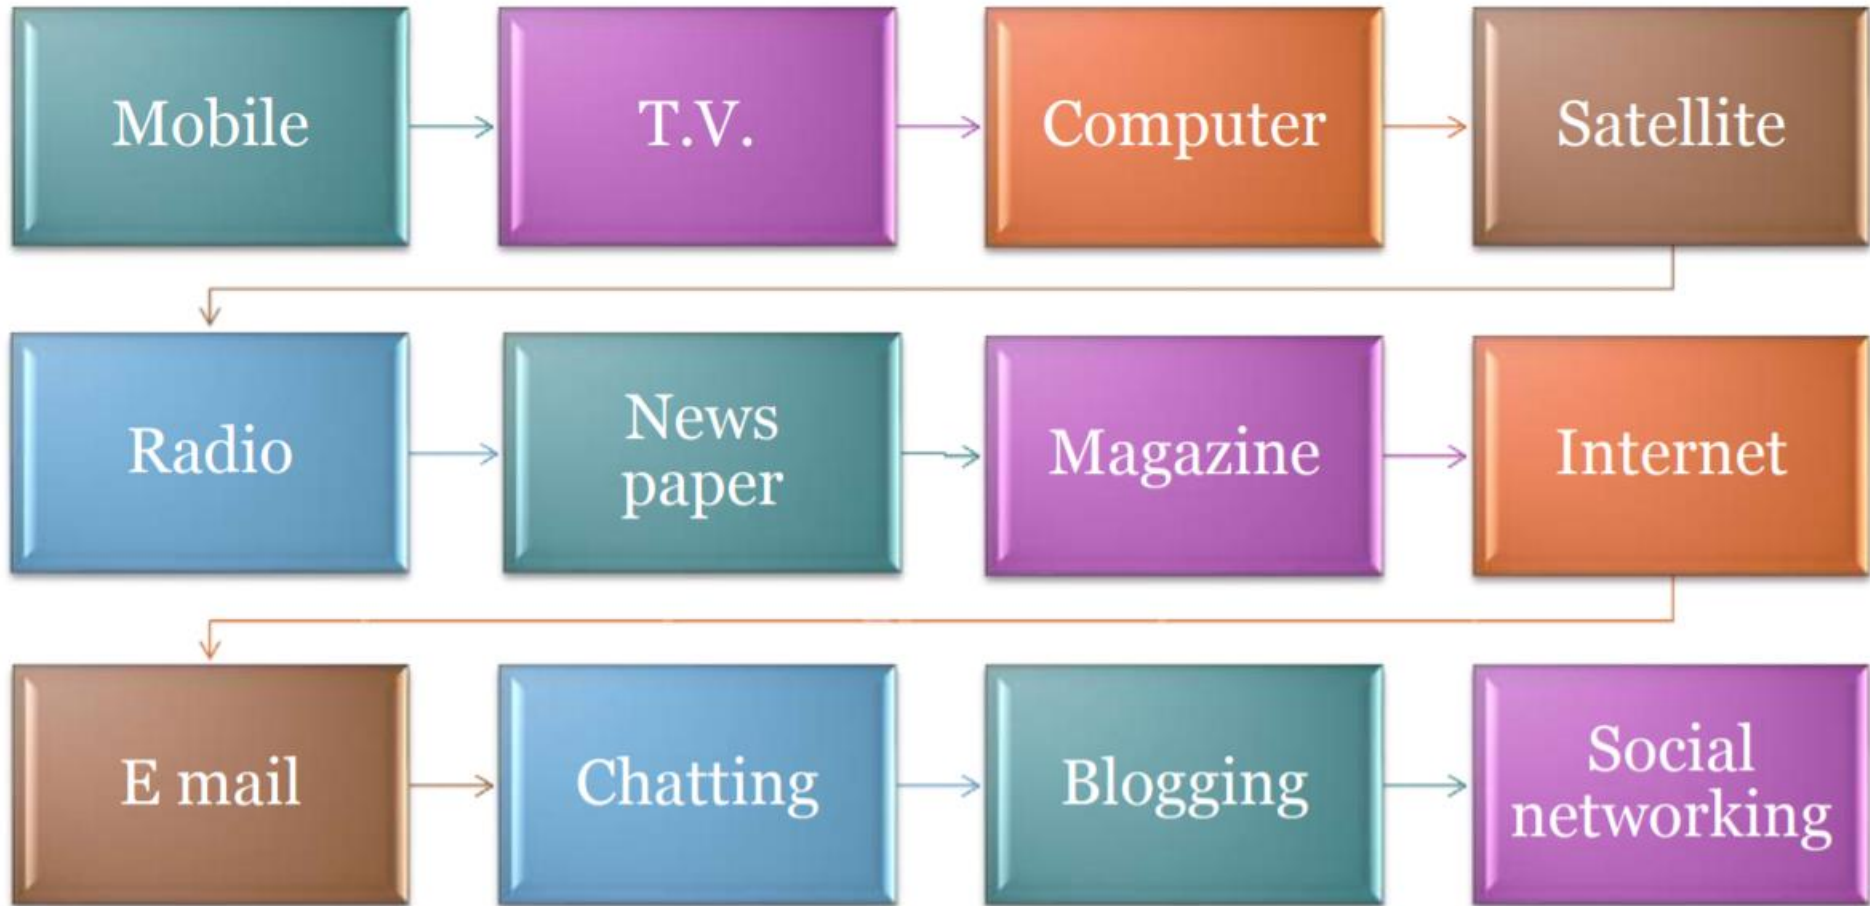 Mobile
T.V.
Computer
Satellite
Radio
News
paper
Magazine
Internet
E mail
Chatting
Blogging
Social
networking